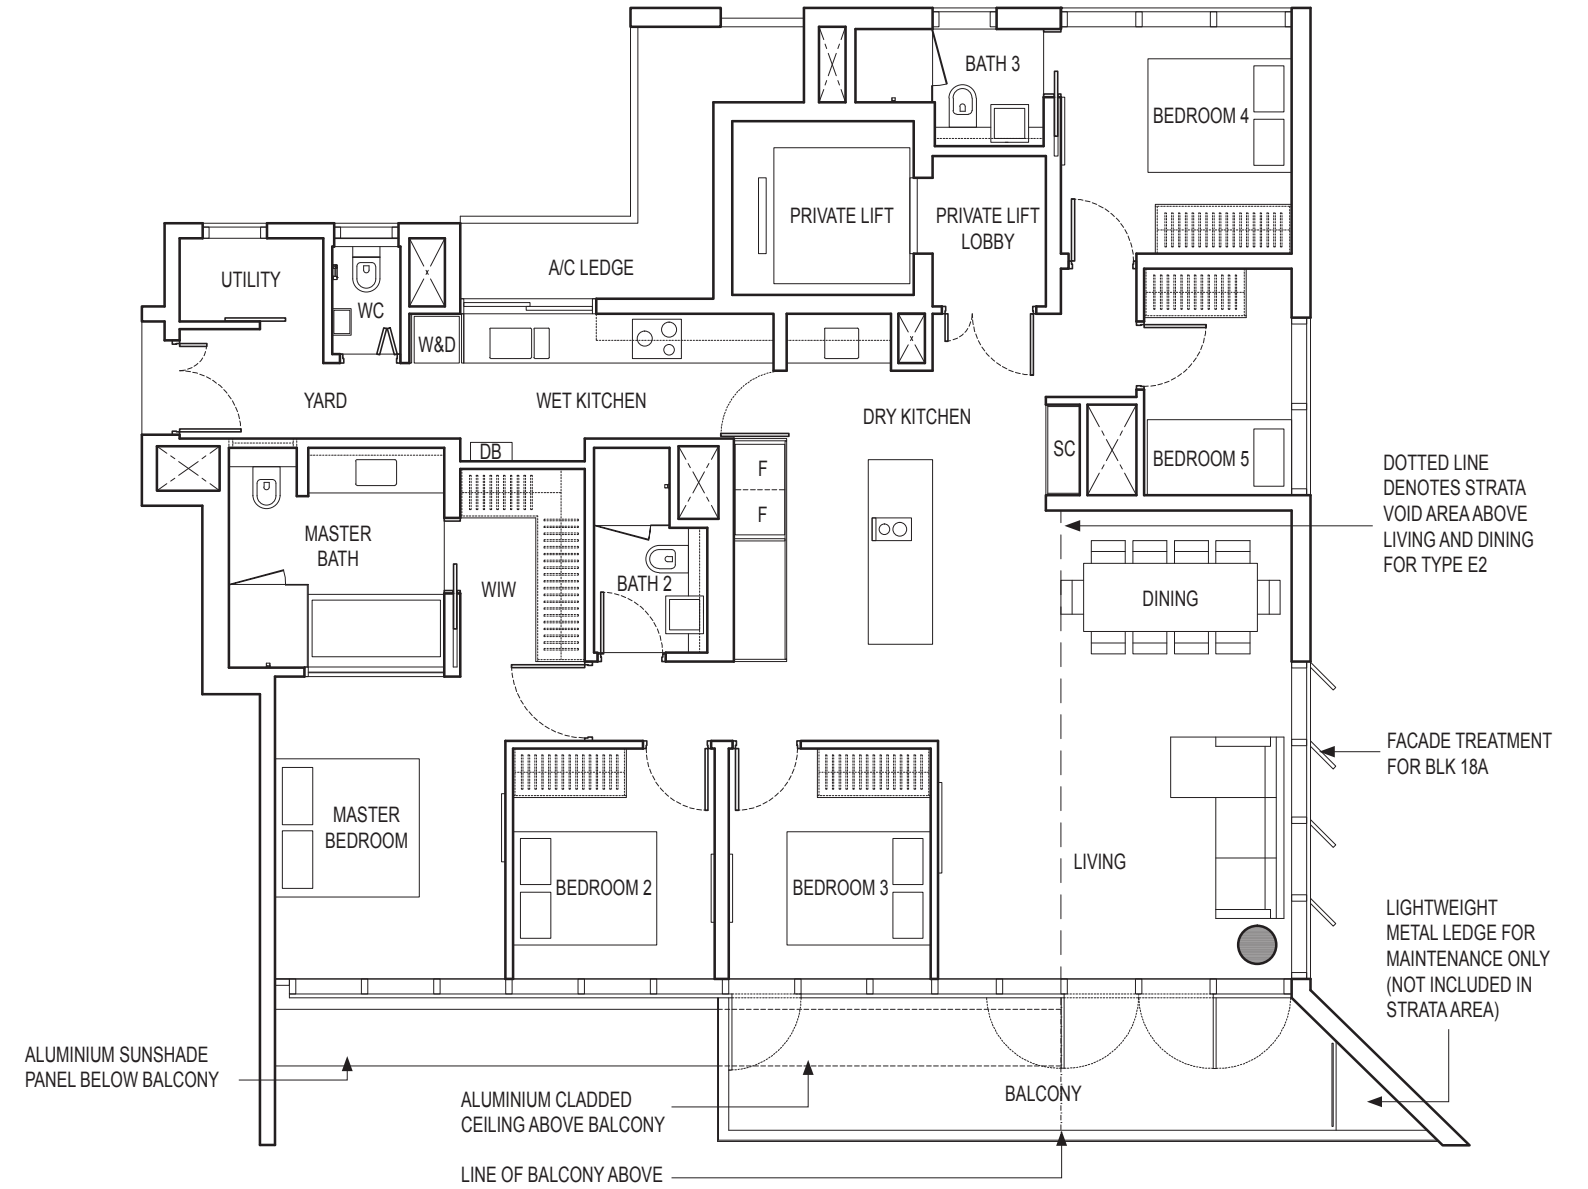 BATH 3
BEDROOM 4
PRIVATE LIFT
PRIVATE LIFT
LOBBY
A/C LEDGE
UTILITY
WC
W&D
YARD
WET KITCHEN
DRY KITCHEN
DB
F
F
SC
BEDROOM 5
MASTER
BATH
WIW
BATH 2
DINING
DOTTED LINE
DENOTES STRATA
VOID AREA ABOVE
LIVING AND DINING
FOR TYPE E2
FACADE TREATMENT
FOR BLK 18A
MASTER
BEDROOM
BEDROOM 2
BEDROOM 3
LIVING
LIGHTWEIGHT
METAL LEDGE FOR
MAINTENANCE ONLY
(NOT INCLUDED IN
STRATA AREA)
ALUMINIUM SUNSHADE
PANEL BELOW BALCONY
ALUMINIUM CLADDED
CEILING ABOVE BALCONY
BALCONY
LINE OF BALCONY ABOVE